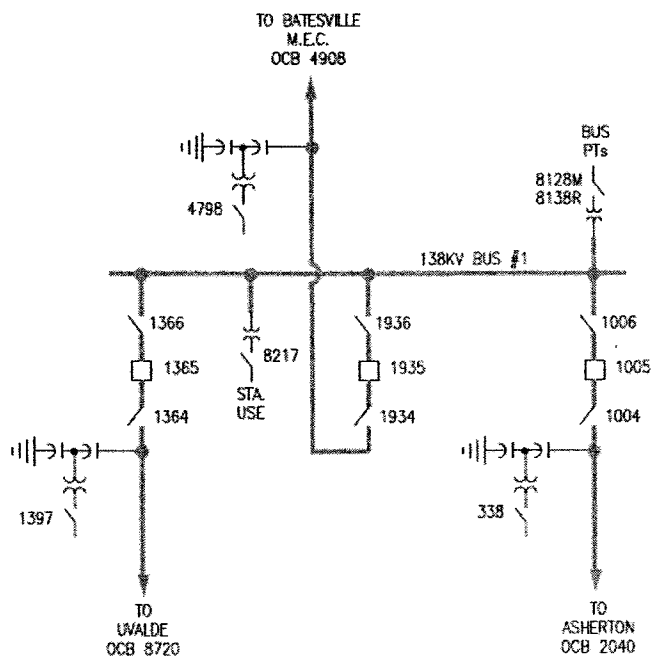 TO BATESVILLE
M.E.C.
OCB 4908
BUS
PTs
8128M
8138R
4798
138KV BUS #1
1366
1936
1006
8217
1365
1935
1005
STA.
USE
1364
1934
1004
1397
338
TO
UVALDE
OCB 8720
TO
ASHERTON
OCB 2040